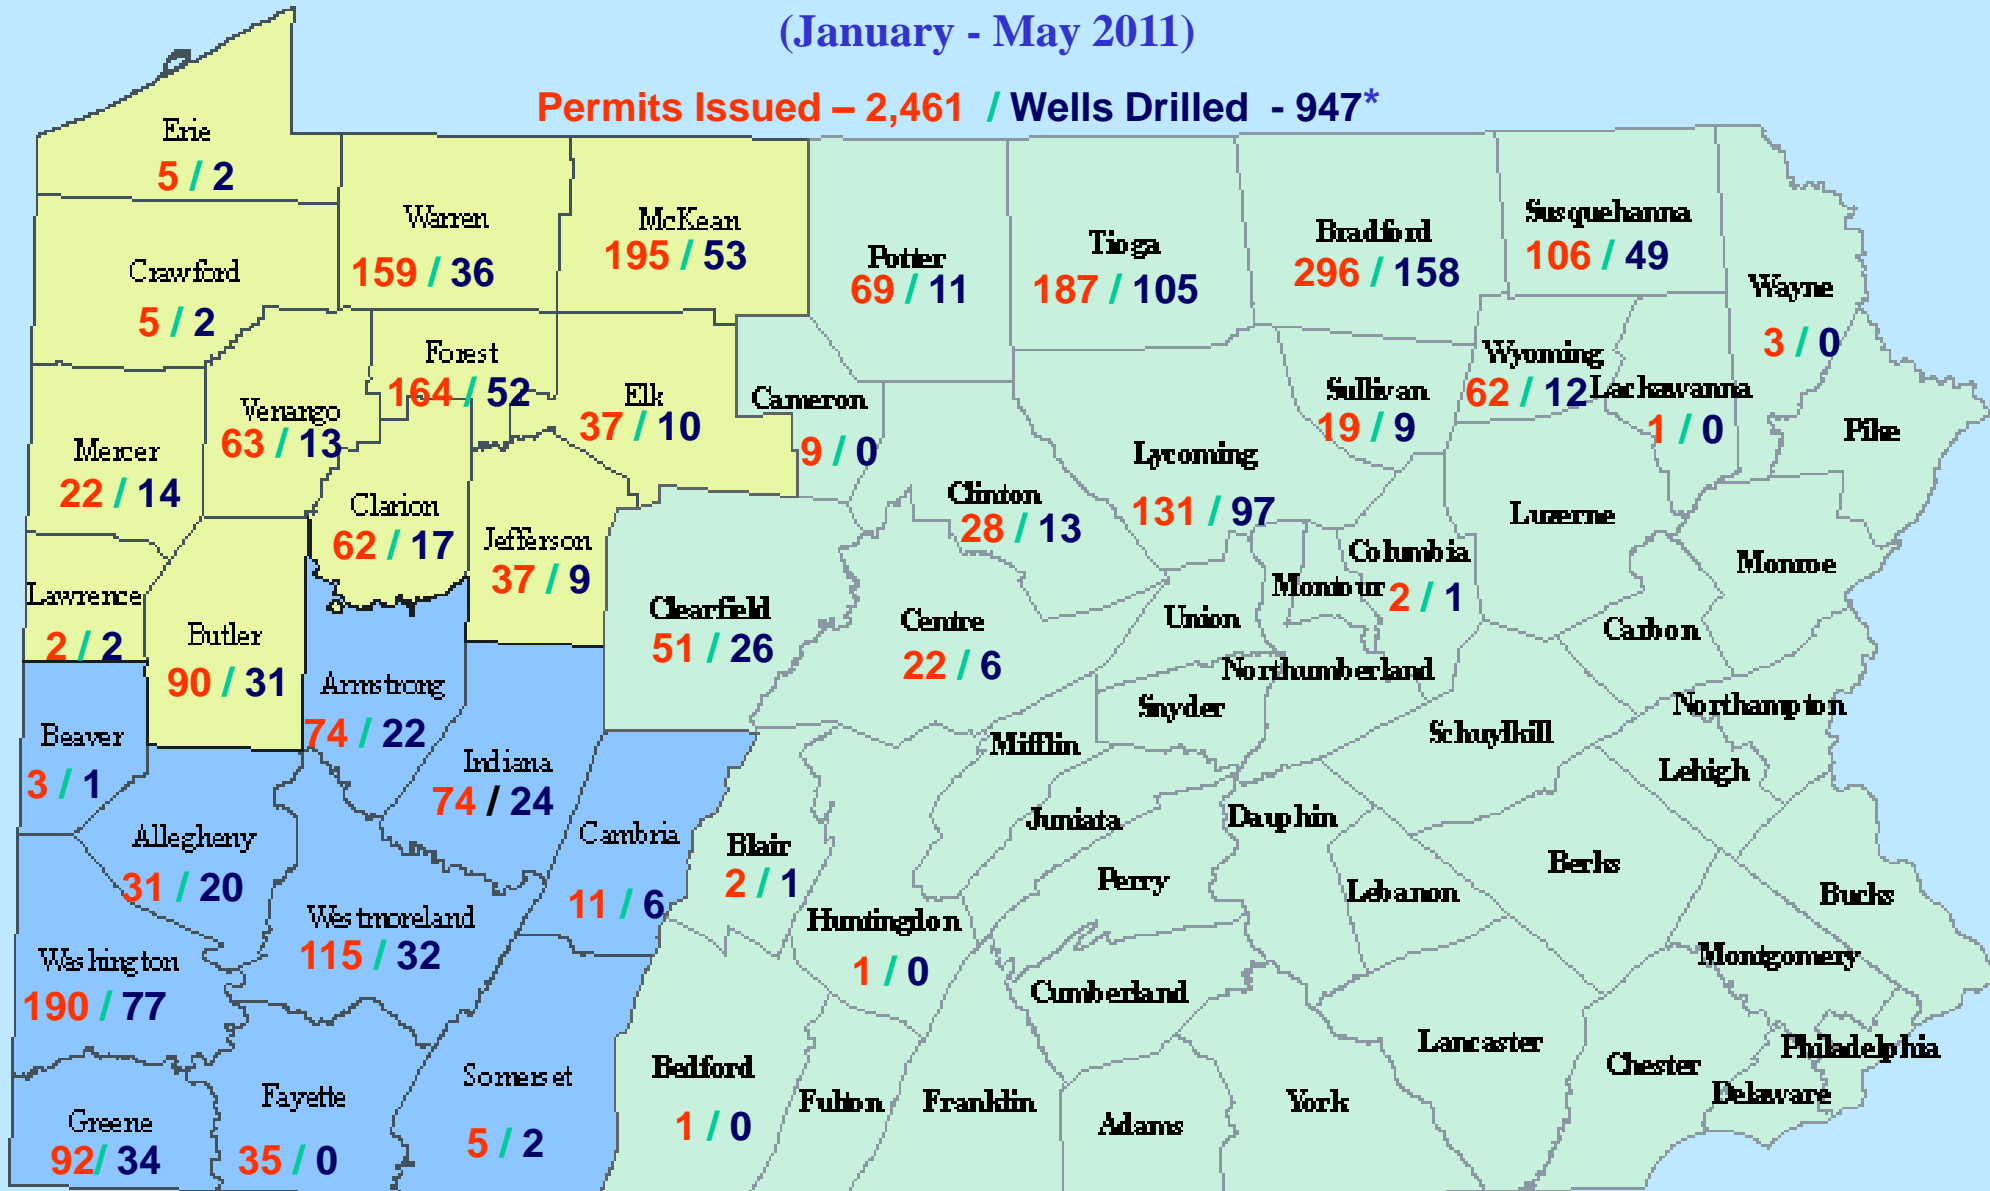 (January - May 2011)
Permits Issued – 2,461 / Wells Drilled - 947*
Erie
5 / 2
Warren
159 / 36
McKean
195 / 53
Potter
69 / 11
Tioga
187 / 105
Bradford
296 / 158
Susquehanna
106 / 49
Wayne
3 / 0
Crawford
5 / 2
Forest
164 / 52
Elk
37 / 10
Cameron
9 / 0
Sullivan
19 / 9
Wyoming
62 / 12
Lackawanna
1 / 0
Pike
Venango
63 / 13
Mercer
22 / 14
Clarion
62 / 17
Jefferson
37 / 9
Clinton
28 / 13
Lycoming
131 / 97
Luzerne
Columbia
2 / 1
Montour
Monroe
Lawrence
2 / 2
Butler
90 / 31
Clearfield
51 / 26
Centre
22 / 6
Union
Carbon
Northumberland
Armstrong
74 / 22
Snyder
Northampton
Beaver
3 / 1
Indiana
74 / 24
Mifflin
Schuylkill
Lehigh
Allegheny
31 / 20
Cambria
11 / 6
Blair
2 / 1
Juniata
Dauphin
Perry
Lebanon
Berks
Bucks
Westmoreland
115 / 32
Huntingdon
1 / 0
Washington
190 / 77
Montgomery
Cumberland
Lancaster
Philadelphia
Chester
Delaware
Bedford
1 / 0
Somerset
5 / 2
Fayette
35 / 0
Greene
92/ 34
Fulton
Franklin
Adams
York